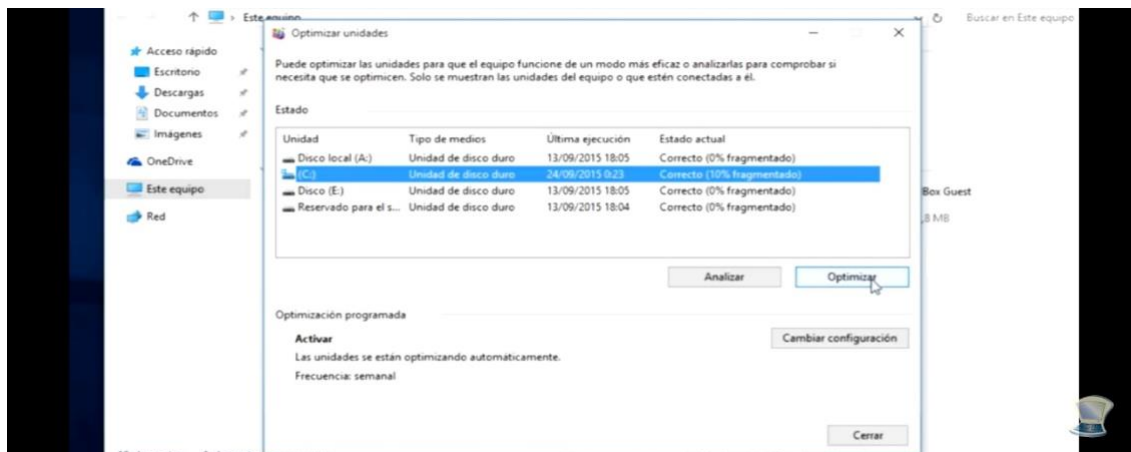 Este equipo
Buscar en Este equipo
Acceso rápido
Escritorio
Descargas
Documentos
Imágenes
OneDrive
Este equipo
Red
Optimizar unidades
Puede optimizar las unidades para que el equipo funcione de un modo más eficaz o analizarlas para comprobar si
necesita que se optimicen. Solo se muestran las unidades del equipo o que estén conectadas a él.
Estado
Unidad Tipo de medios Última ejecución Estado actual
Disco local (A:) Unidad de disco duro 13/09/2015 18:05 Correcto (0% fragmentado)
(C:) Unidad de disco duro 24/09/2015 0:23 Correcto (10% fragmentado)
Disco (E:) Unidad de disco duro 13/09/2015 18:05 Correcto (0% fragmentado)
Reservado para el s... Unidad de disco duro 13/09/2015 18:04 Correcto (0% fragmentado)
Analizar Optimizar
Optimización programada
Activar
Cambiar configuración
Las unidades se están optimizando automáticamente.
Frecuencia: semanal
Cerrar
Box Guest
,8 MB